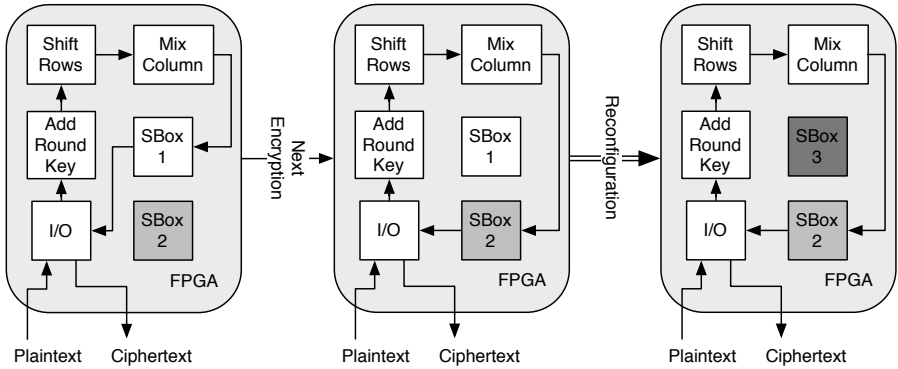 Shift
Rows
Mix
Column
Add
Round
Key
SBox
1
I/O
SBox
2
FPGA
Plaintext
Ciphertext
Next
Encryption
Shift
Rows
Mix
Column
Add
Round
Key
SBox
1
I/O
SBox
2
FPGA
Plaintext
Ciphertext
Reconfiguration
Shift
Rows
Mix
Column
Add
Round
Key
SBox
3
I/O
SBox
2
FPGA
Plaintext
Ciphertext